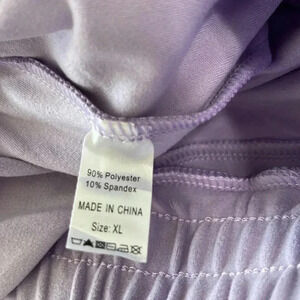 90% Polyester
10% Spandex
MADE IN CHINA
Size: XL